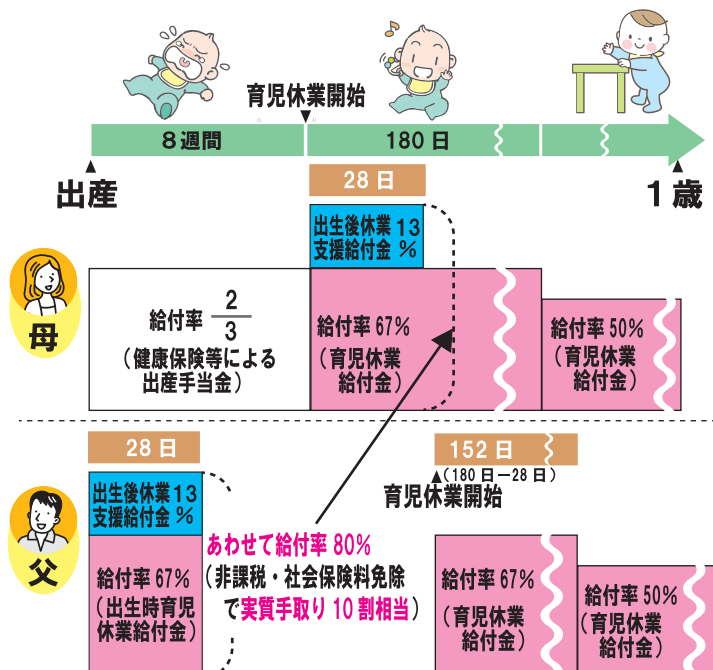 育児休業開始
8週間
180日
出産
1歳
28日
出生後休業
支援給付金
13
%
母
給付率 2/3
(健康保険等による
出産手当金)
給付率 67%
(育児休業
給付金)
給付率 50%
(育児休業
給付金)
28日
出生後休業
支援給付金
13
%
父
給付率 67%
(出生時育児
休業給付金)
あわせて給付率 80%
(非課税・社会保険料免除
で実質手取り 10 割相当)
152日
(180日-28日)
育児休業開始
給付率 67%
(育児休業
給付金)
給付率 50%
(育児休業
給付金)